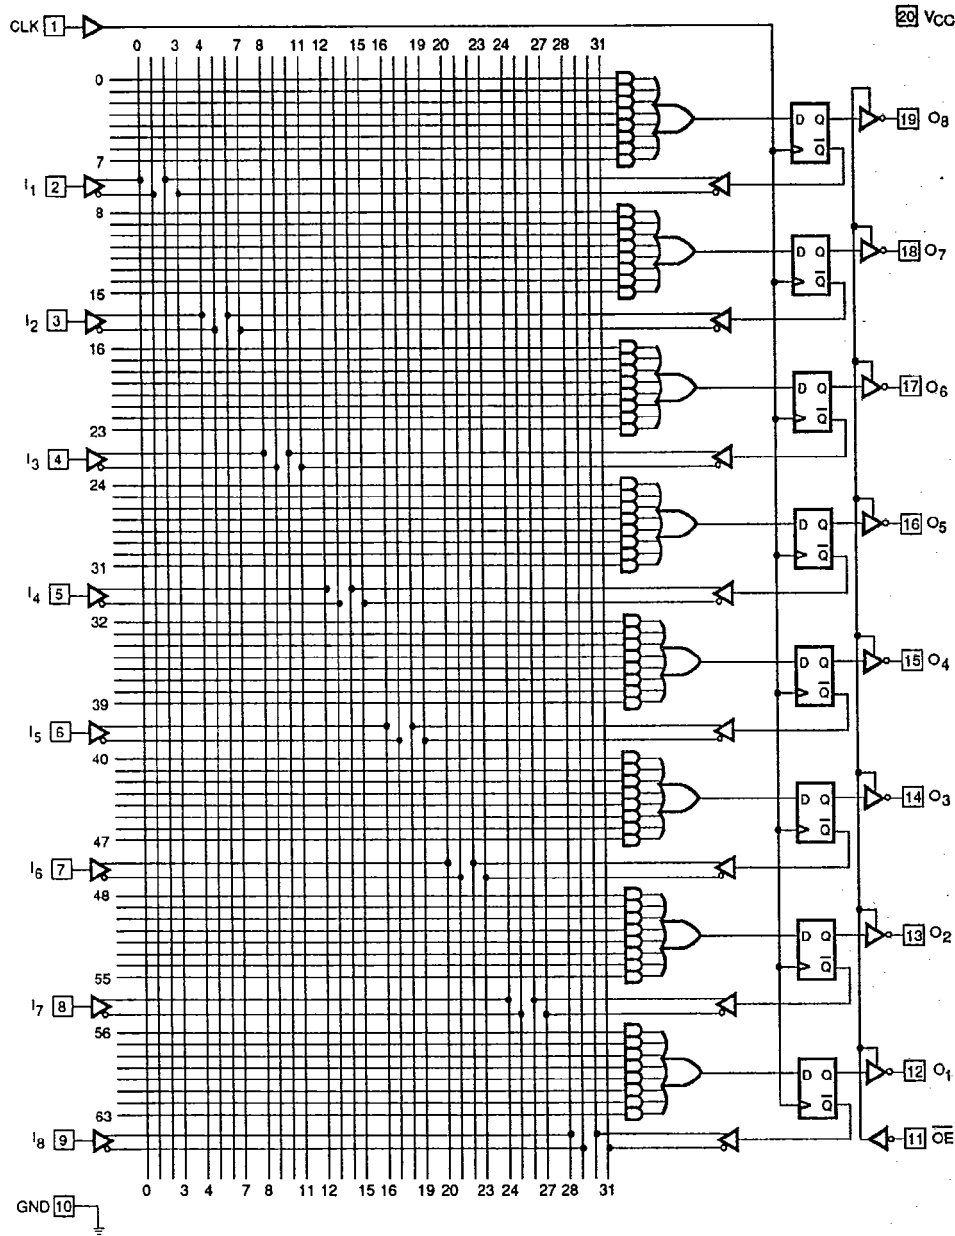 CLK 1
20 VCC
0 3 4 7 8 11 12 15 16 19 20 23 24 27 28 31
0
D Q
Q̅
19 O8
7
I1 2
8
D Q
Q̅
18 O7
15
I2 3
16
D Q
Q̅
17 O6
23
I3 4
24
D Q
Q̅
16 O5
31
I4 5
32
D Q
Q̅
15 O4
39
I5 6
40
D Q
Q̅
14 O3
47
I6 7
48
D Q
Q̅
13 O2
55
I7 8
56
D Q
Q̅
12 O1
63
I8 9
11 O̅E̅
0 3 4 7 8 11 12 15 16 19 20 23 24 27 28 31
GND 10